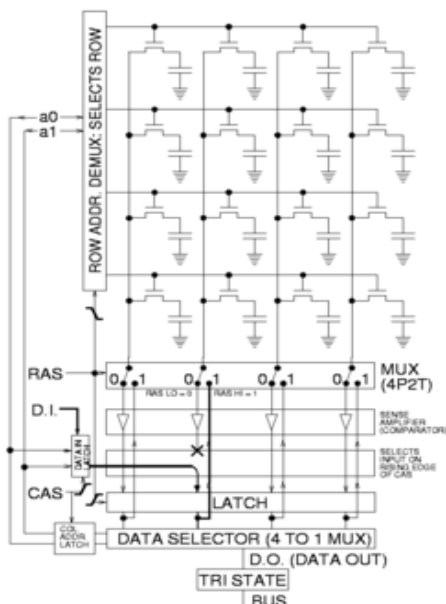 ROW ADDR. DEMUX: SELECTS ROW
a0
a1
RAS
0 1 0 1 0 1 0 1
MUX
(4P2T)
RAS LO = 0
RAS HI = 1
D.I.
DATA IN
LATCH
SENSE
AMPLIFIER
(COMPARATOR)
SELECTS
INPUT ON
RISING EDGE
OF CAS
CAS
LATCH
COL.
ADDR.
LATCH
DATA SELECTOR (4 TO 1 MUX)
D.O. (DATA OUT)
TRI STATE
BUS